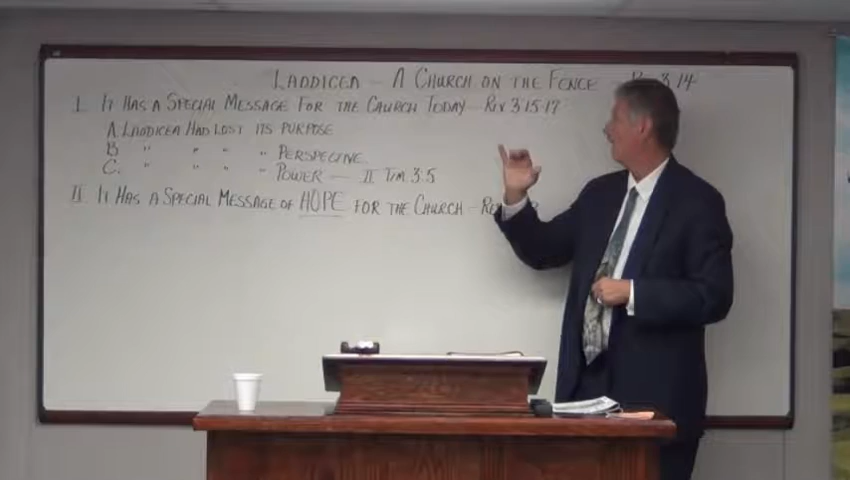 LAODICEA – A CHURCH ON THE FENCE 3:14
I IT HAS A SPECIAL MESSAGE FOR THE CHURCH TODAY – REV 3:15-17
A LAODICEA HAD LOST ITS PURPOSE
B " " " " PERSPECTIVE
C. " " " " POWER – II TIM. 3:5
II IT HAS A SPECIAL MESSAGE OF HOPE FOR THE CHURCH –